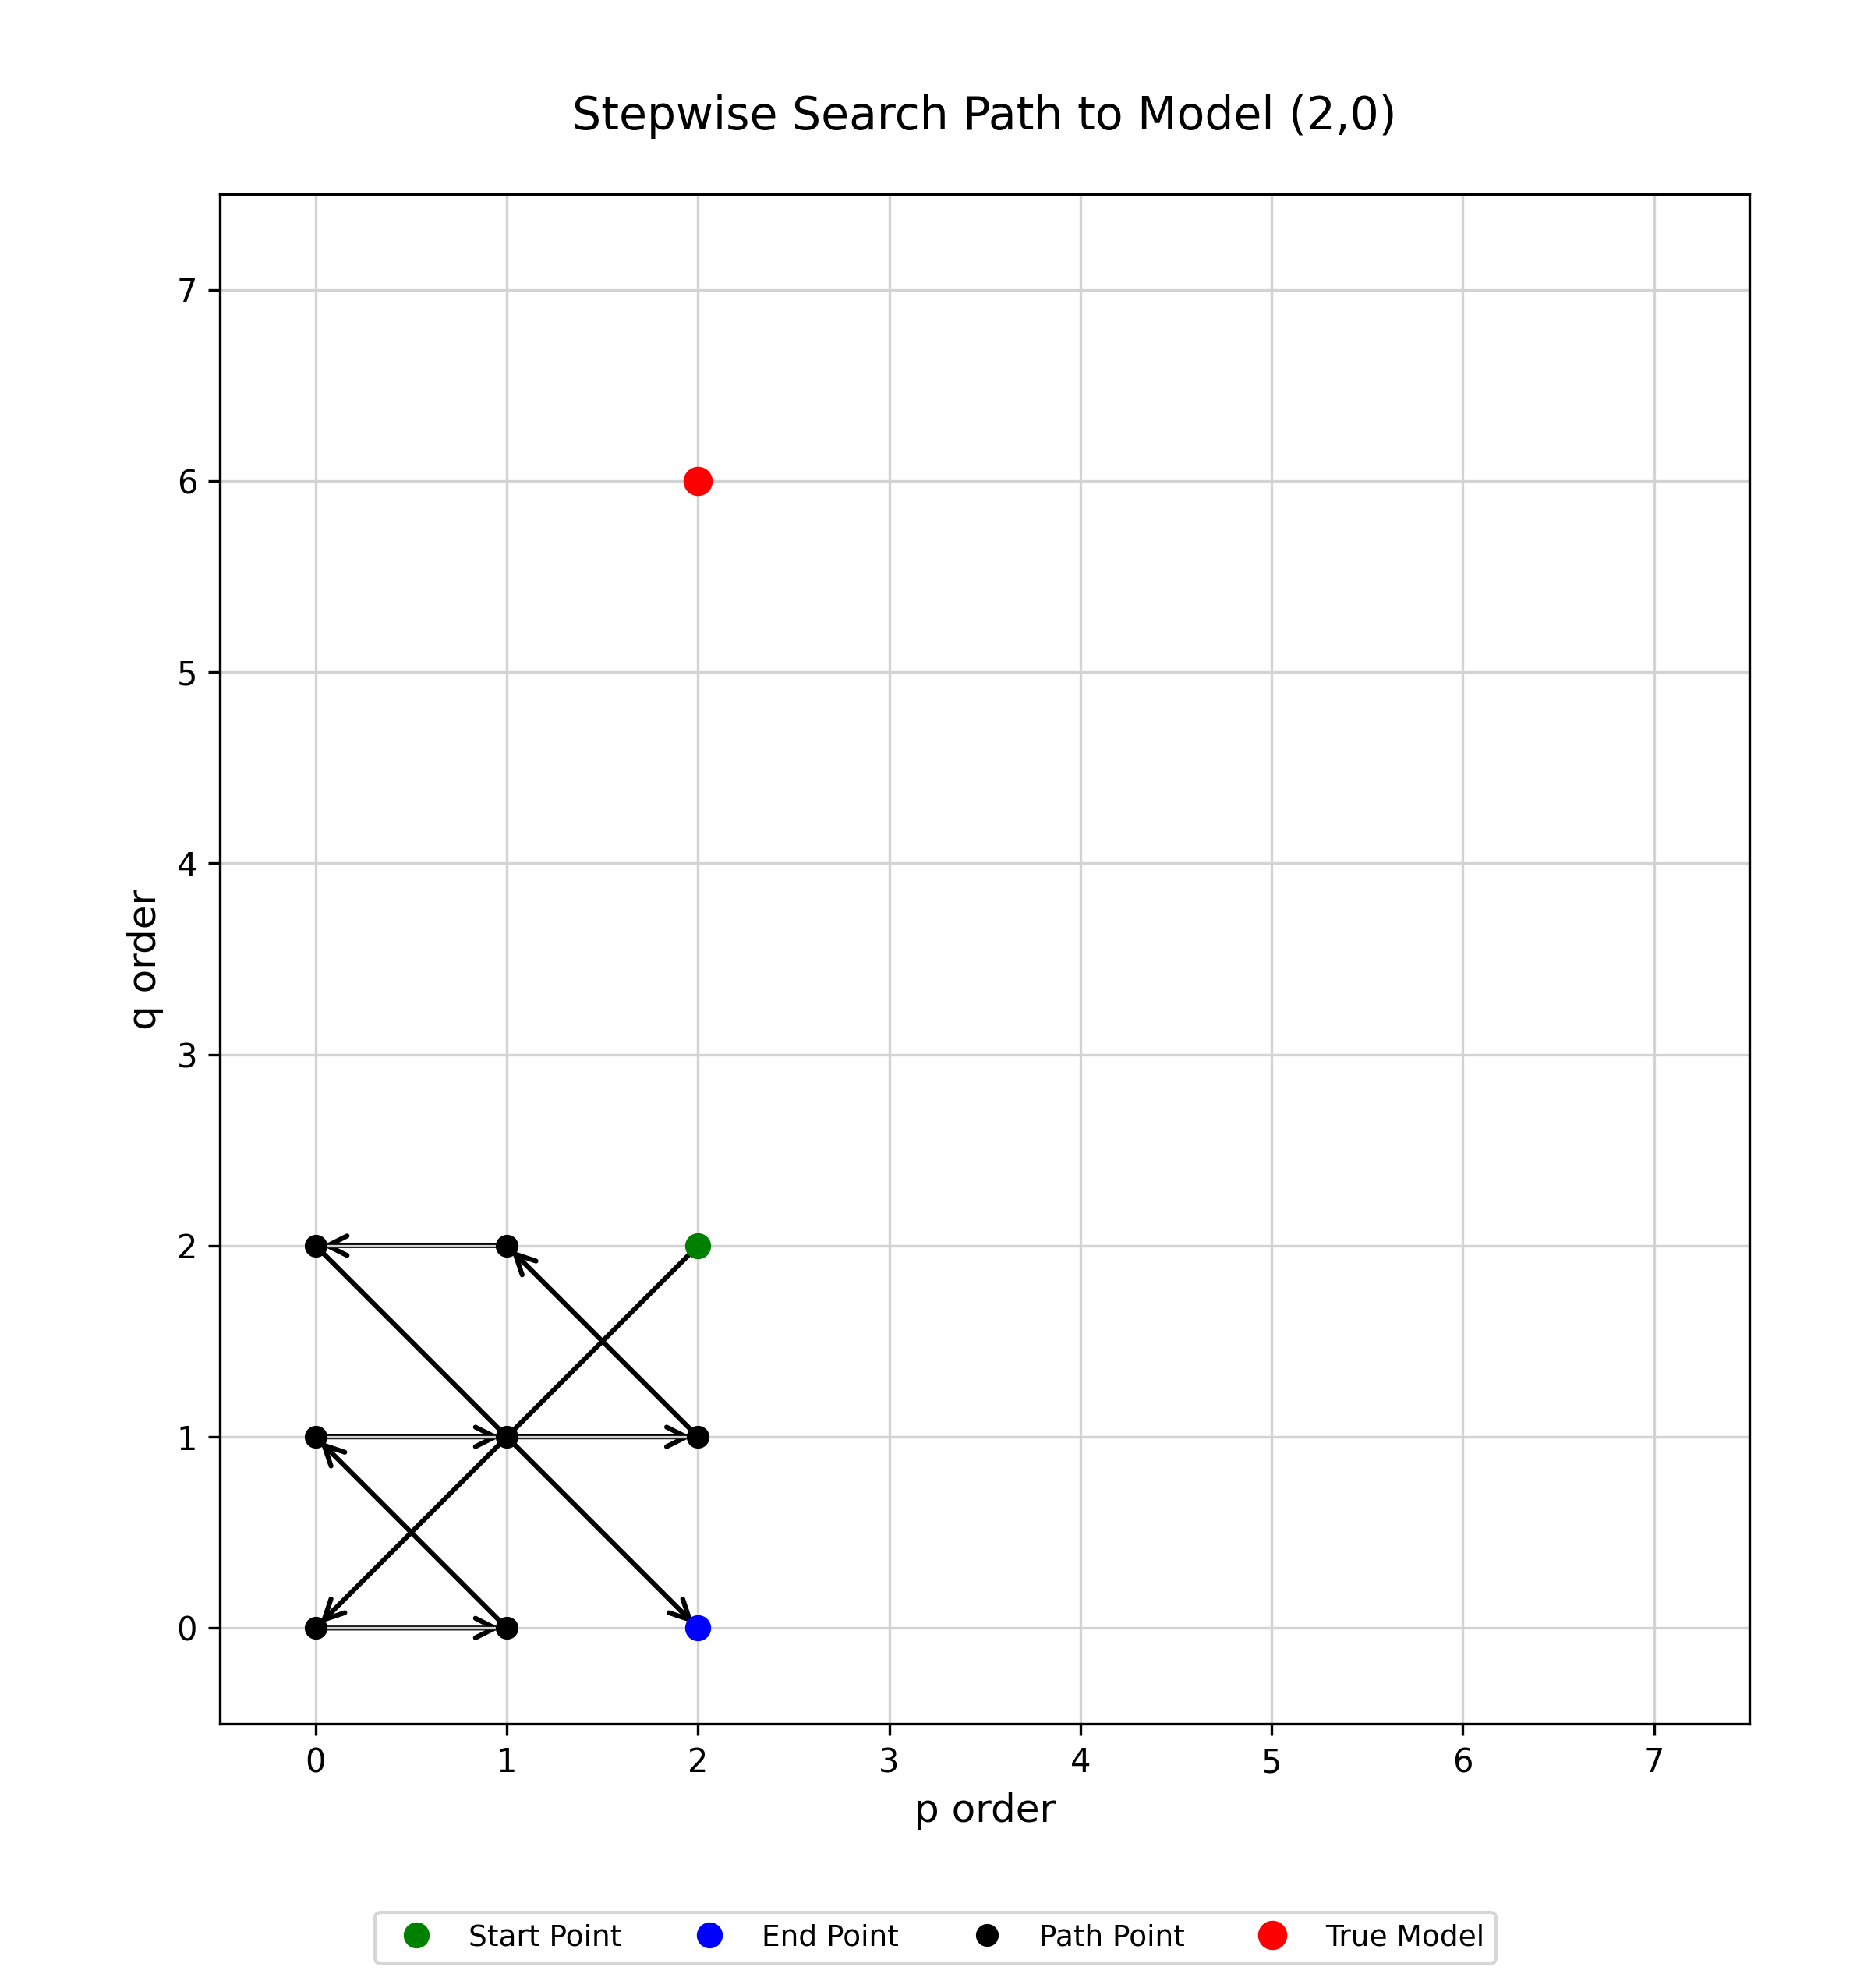 Stepwise Search Path to Model (2,0)
7
6
5
4
3
2
1
0
q order
0 1 2 3 4 5 6 7
p order
Start Point End Point Path Point True Model